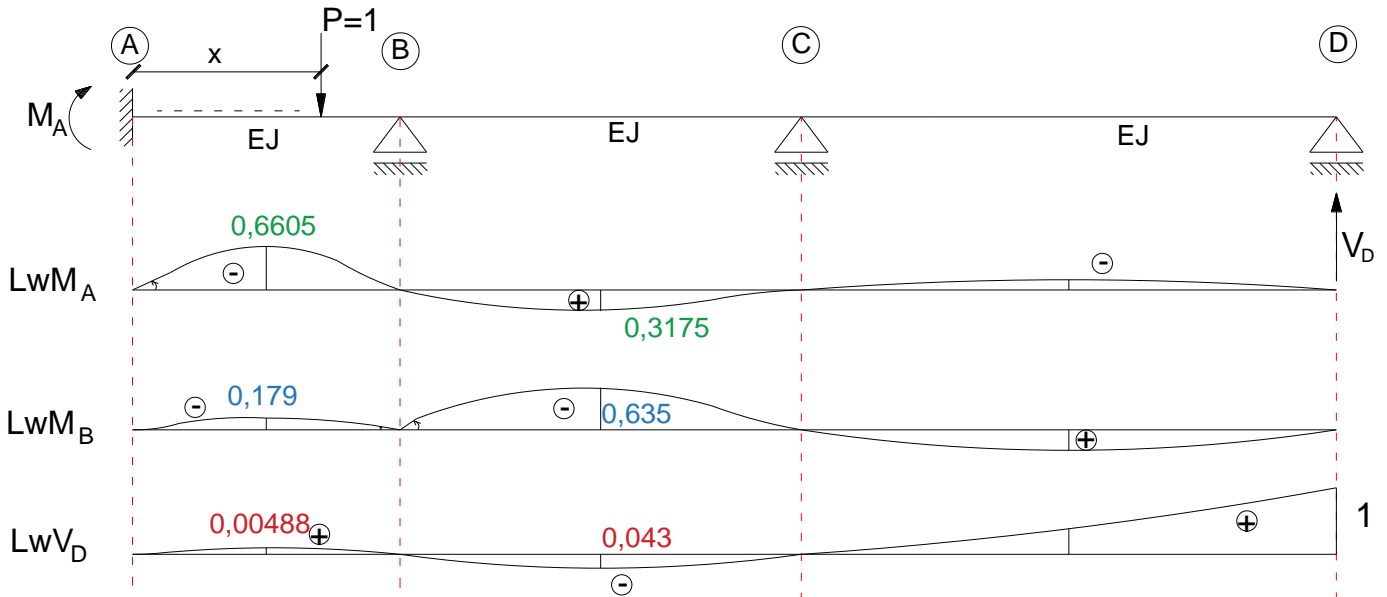 A P=1 B C D
x
M_A
EJ EJ EJ
V_D
0,6605
-
-
LwM_A
+
0,3175
-
0,179
-
0,635
LwM_B
+
0,00488 +
0,043
+
1
LwV_D
-